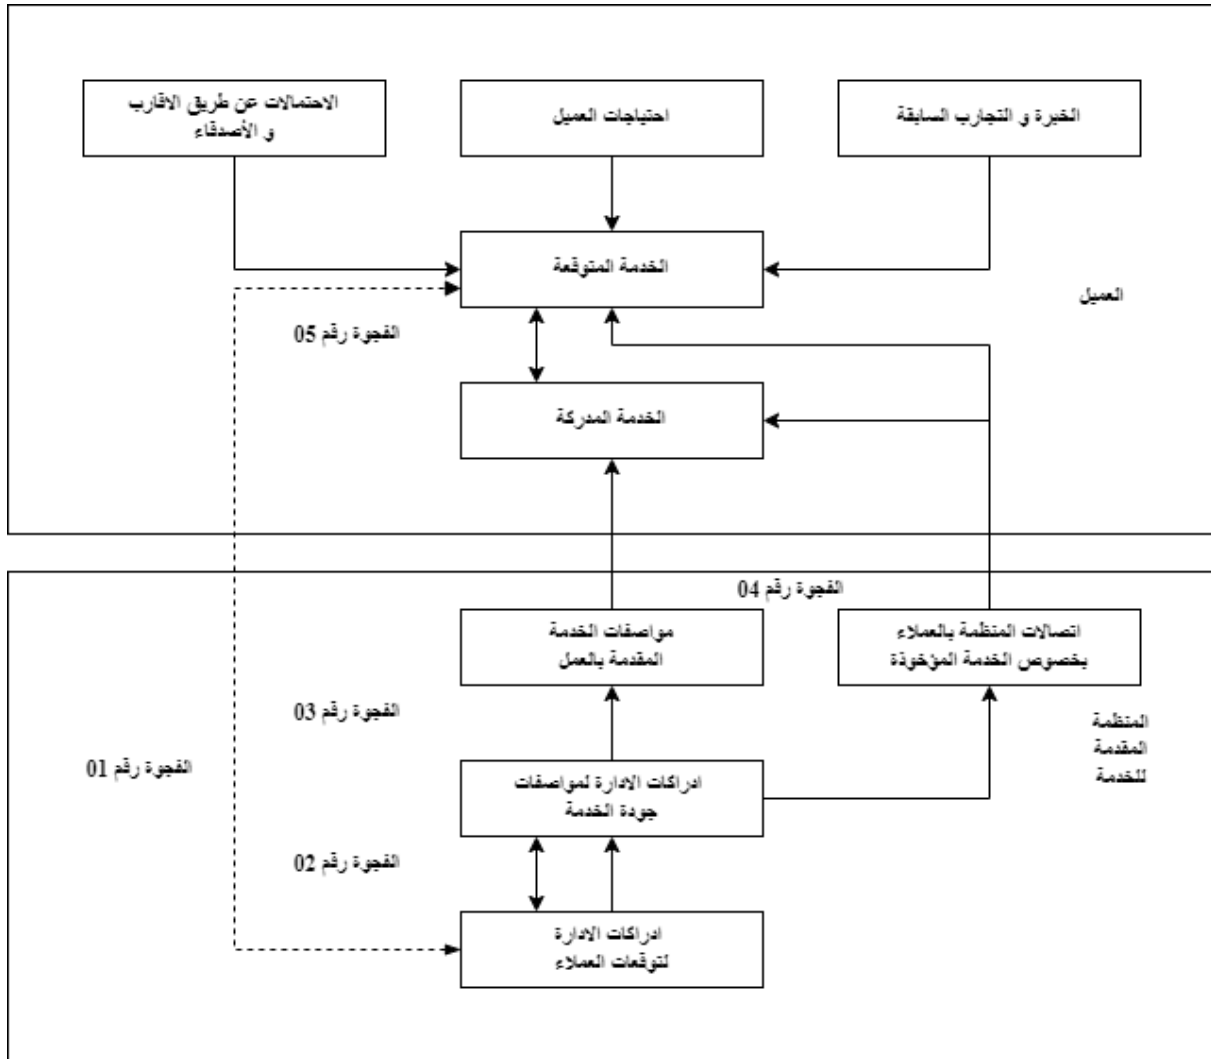 الخبرة و التجارب السابقة
احتياجات العميل
الاحتمالات عن طريق الاقارب
و الأصدقاء
الخدمة المتوقعة
العميل
الفجوة رقم 05
الخدمة المدركة
الفجوة رقم 04
اتصالات المنظمة بالعملاء
بخصوص الخدمة المؤخوذة
مواصفات الخدمة
المقدمة بالعمل
الفجوة رقم 03
المنظمة
المقدمة
للخدمة
الفجوة رقم 01
ادراكات الادارة لمواصفات
جودة الخدمة
الفجوة رقم 02
ادراكات الادارة
لتوقعات العملاء